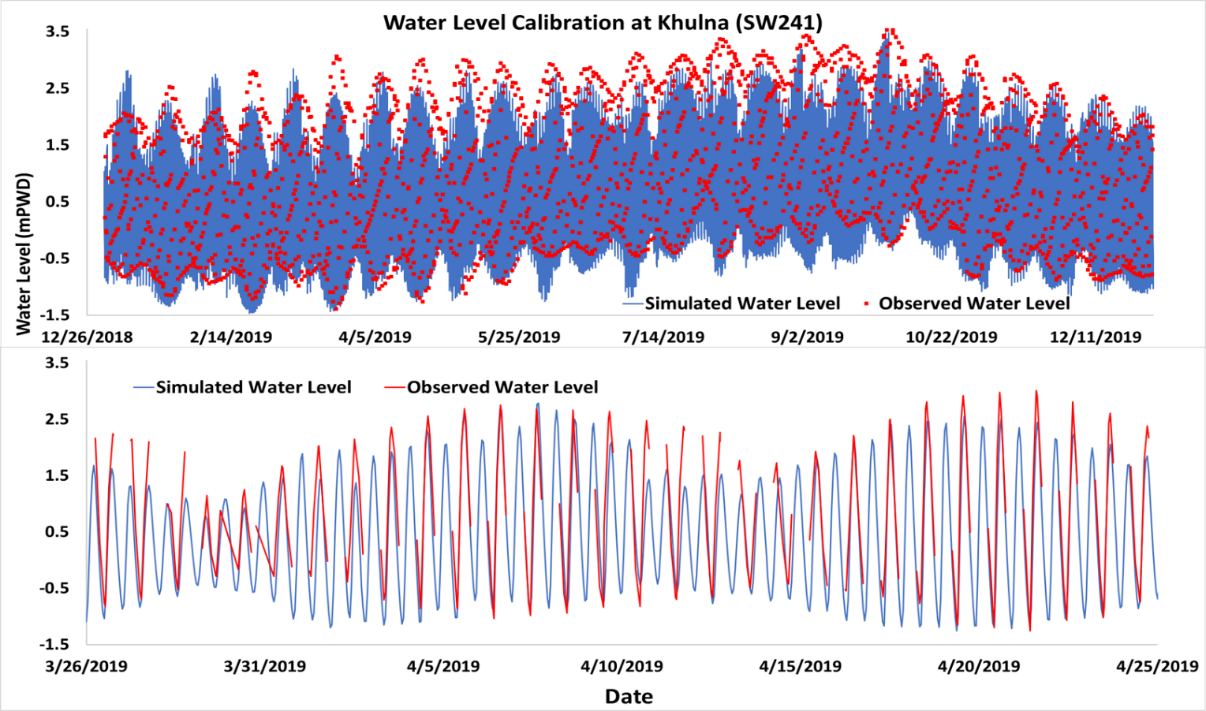 Water Level Calibration at Khulna (SW241)
3.5
2.5
1.5
0.5
-0.5
-1.5
Water Level (mPWD)
Simulated Water Level
Observed Water Level
12/26/2018 2/14/2019 4/5/2019 5/25/2019 7/14/2019 9/2/2019 10/22/2019 12/11/2019
3.5
2.5
1.5
0.5
-0.5
-1.5
Simulated Water Level
Observed Water Level
3/26/2019 3/31/2019 4/5/2019 4/10/2019 4/15/2019 4/20/2019 4/25/2019
Date